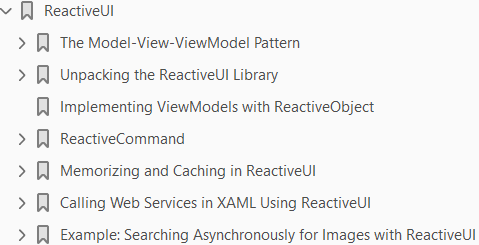 ReactiveUI
The Model-View-ViewModel Pattern
Unpacking the ReactiveUI Library
Implementing ViewModels with ReactiveObject
ReactiveCommand
Memorizing and Caching in ReactiveUI
Calling Web Services in XAML Using ReactiveUI
Example: Searching Asynchronously for Images with ReactiveUI